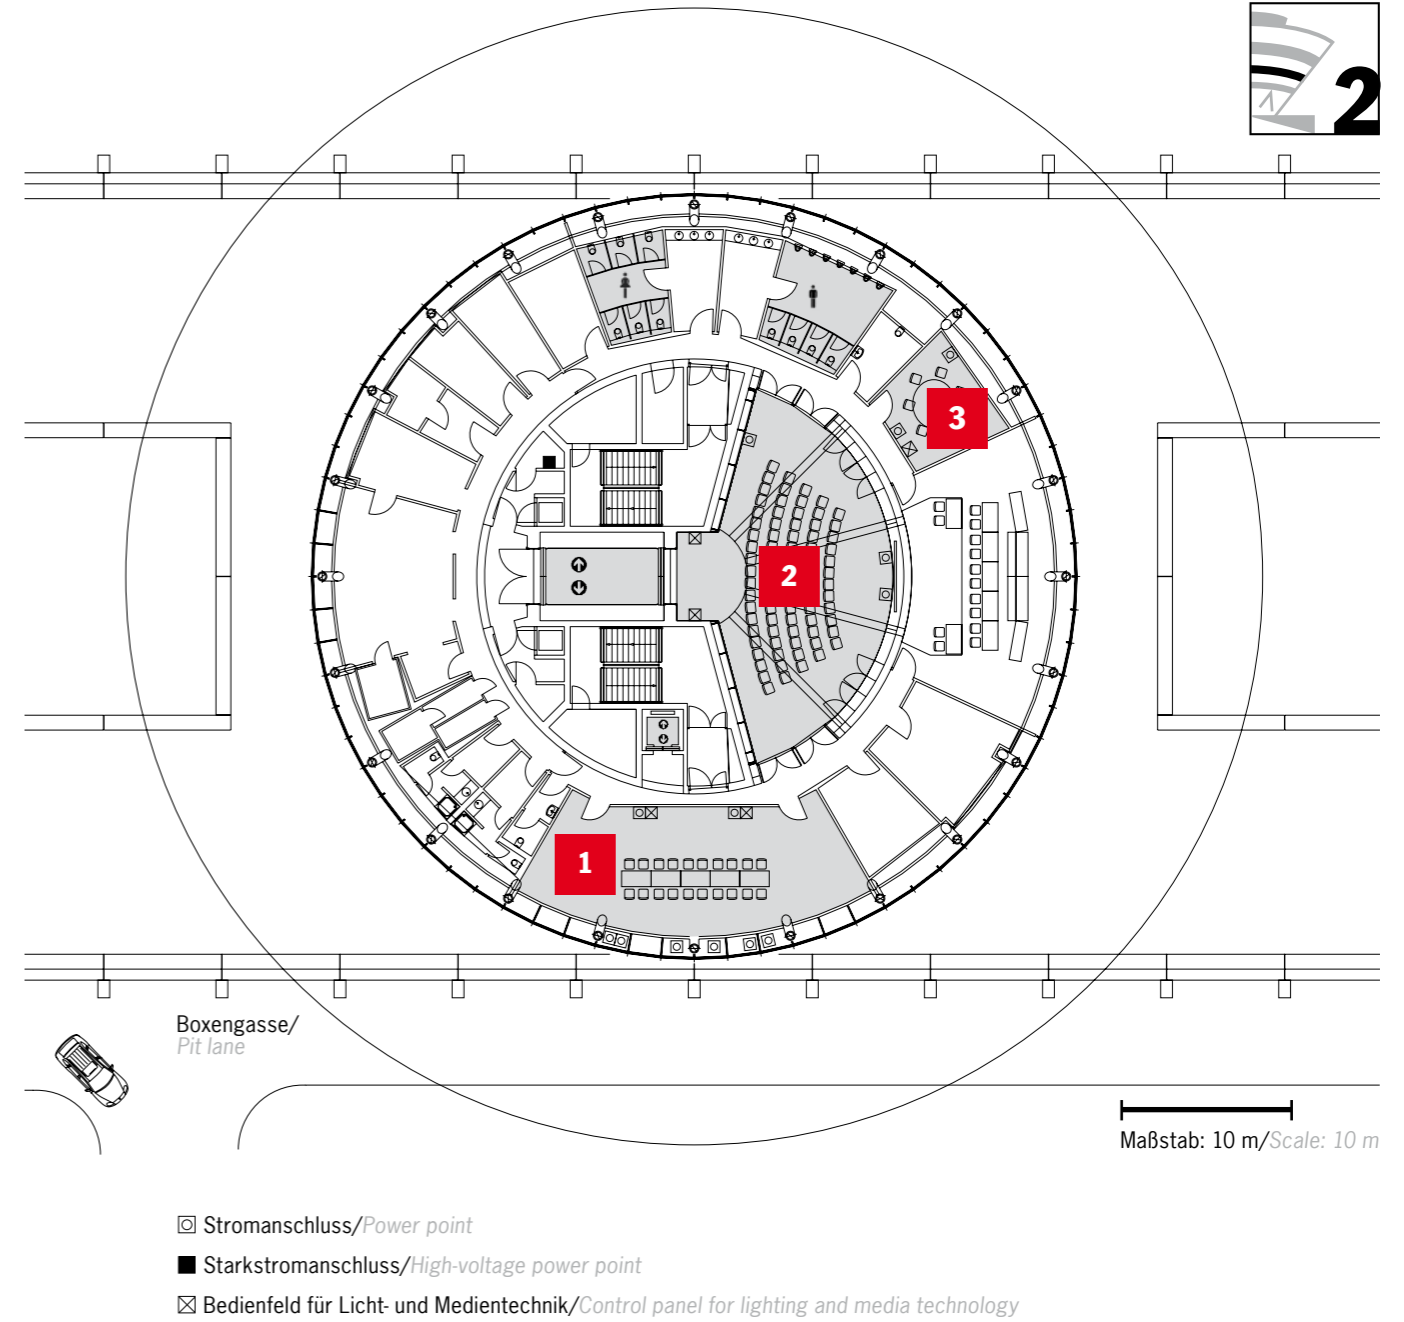 2
3
2
1
Boxengasse/
Pit lane
Maßstab: 10 m/Scale: 10 m
Stromanschluss/Power point
Starkstromanschluss/High-voltage power point
Bedienfeld für Licht- und Medientechnik/Control panel for lighting and media technology